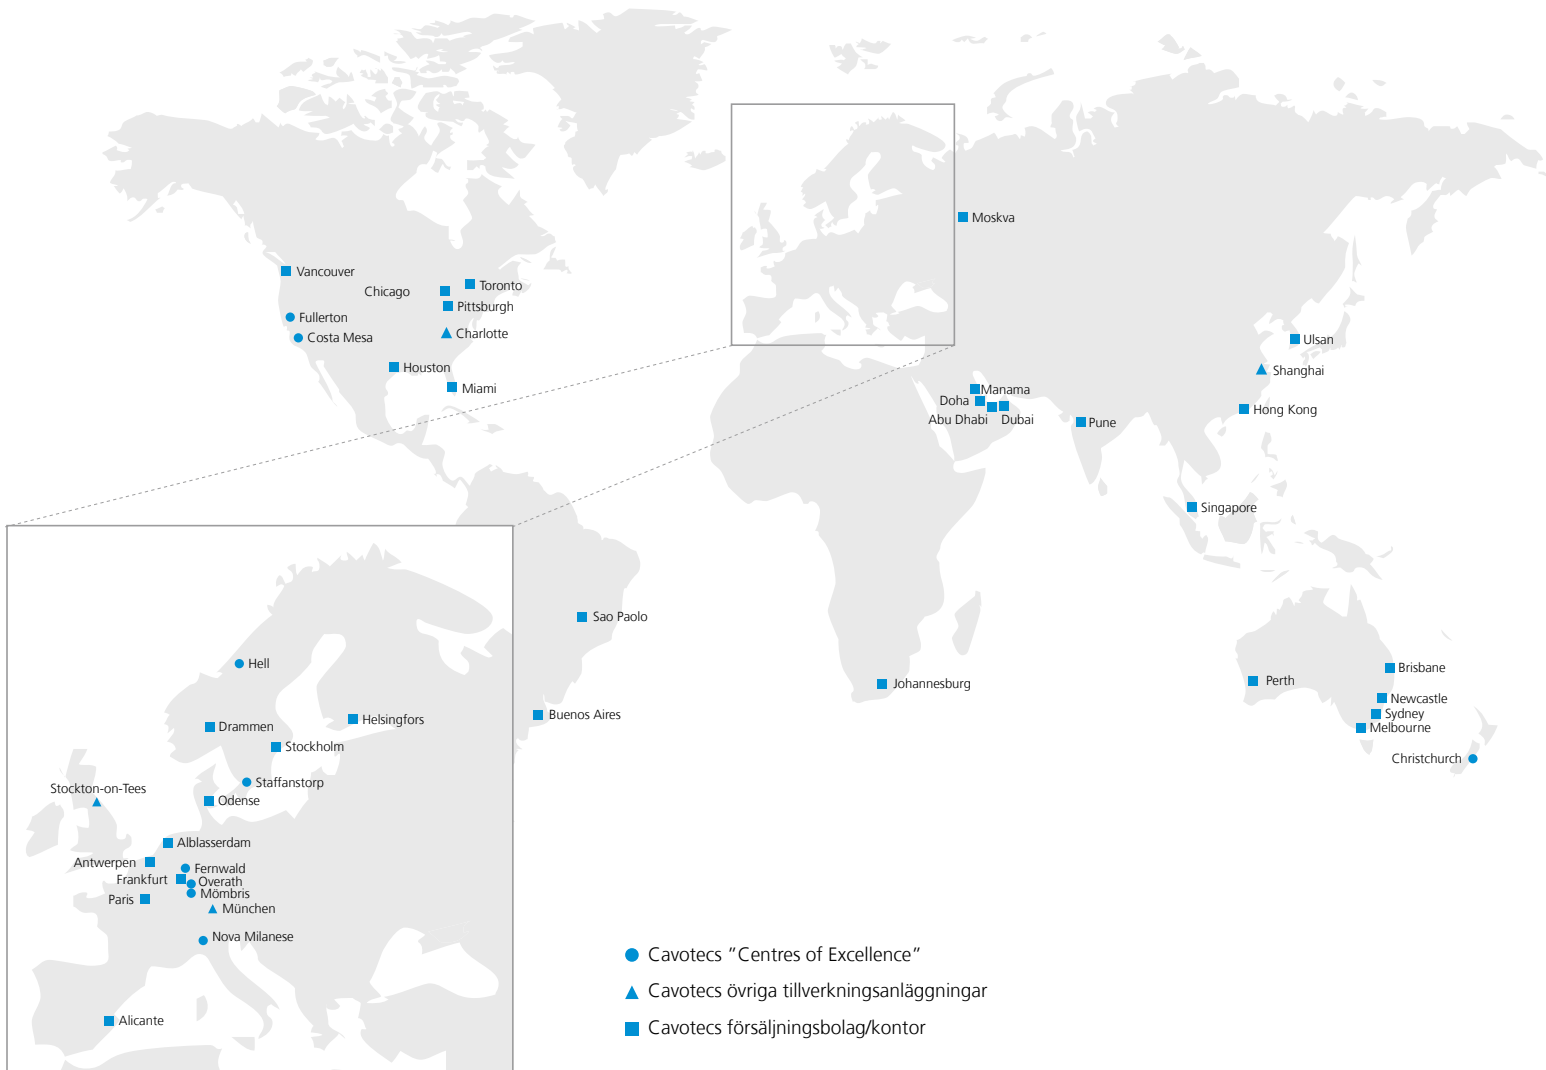 Moskva
Vancouver
Toronto
Chicago
Pittsburgh
Fullerton
Charlotte
Costa Mesa
Ulsan
Houston
Shanghai
Miami
Manama
Doha
Hong Kong
Abu Dhabi
Dubai
Pune
Singapore
Sao Paolo
Hell
Brisbane
Perth
Johannesburg
Newcastle
Buenos Aires
Sydney
Helsingfors
Drammen
Melbourne
Stockholm
Christchurch
Staffanstorp
Stockton-on-Tees
Odense
Alblasserdam
Antwerpen
Fernwald
Frankfurt
Overath
Mömbris
Paris
München
Nova Milanese
Alicante
Cavotecs ”Centres of Excellence”
Cavotecs övriga tillverkningsanläggningar
Cavotecs försäljningsbolag/kontor